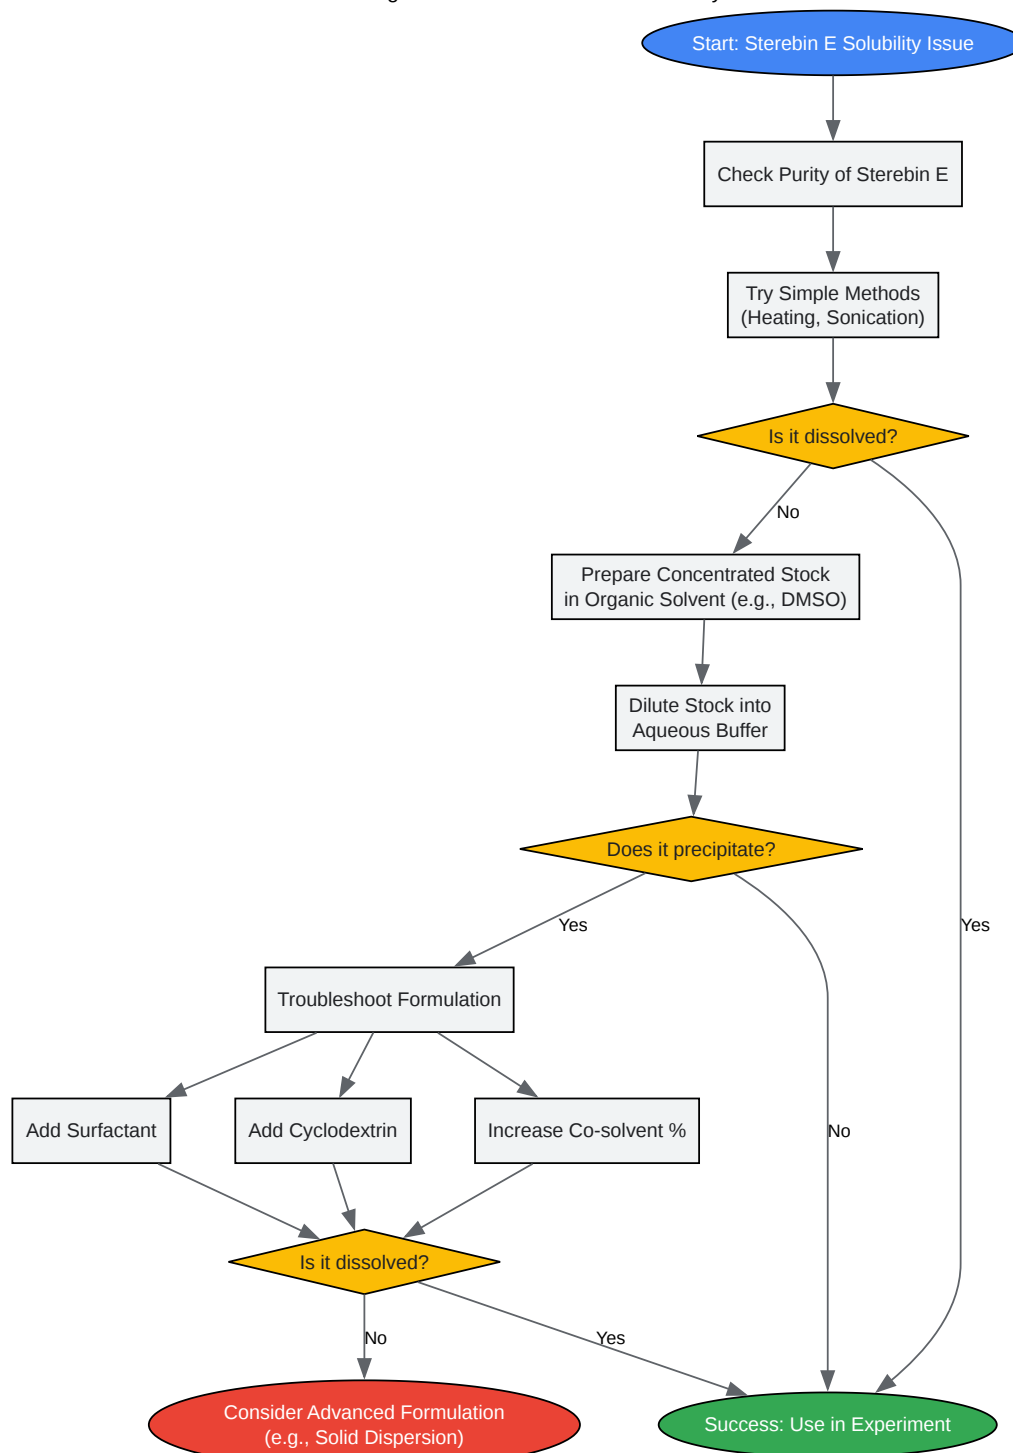 Start: Sterebin E Solubility Issue
Check Purity of Sterebin E
Try Simple Methods
(Heating, Sonication)
Is it dissolved?
No
Prepare Concentrated Stock
in Organic Solvent (e.g., DMSO)
Dilute Stock into
Aqueous Buffer
Does it precipitate?
Yes
Yes
Troubleshoot Formulation
Add Surfactant
Add Cyclodextrin
Increase Co-solvent %
No
Is it dissolved?
No
Yes
Consider Advanced Formulation
(e.g., Solid Dispersion)
Success: Use in Experiment